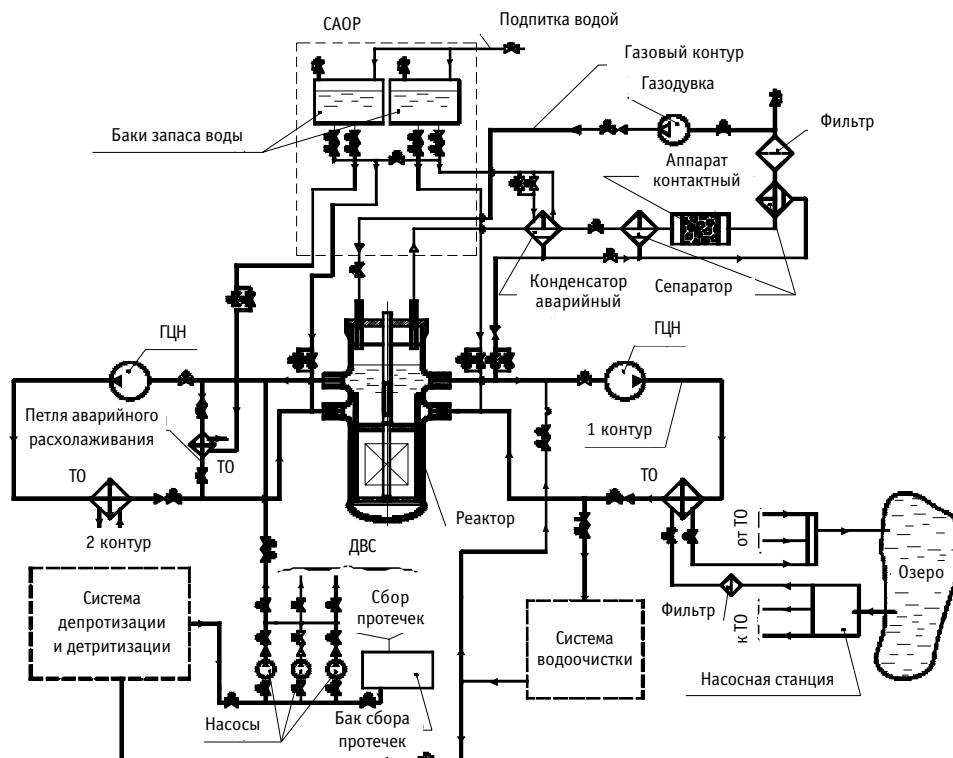 САОР
Подпитка водой
Газовый контур
Газодувка
Фильтр
Баки запаса воды
Аппарат
контактный
Конденсатор
аварийный
Сепаратор
ГЦН
ГЦН
Петля аварийного
расхолаживания
1 контур
ТО
ТО
ТО
2 контур
Реактор
от ТО
Озеро
ДВС
Система
депротизации
и детритизации
Сбор
протечек
Система
водоочистки
Фильтр
к ТО
Насосная станция
Насосы
Бак сбора
протечек